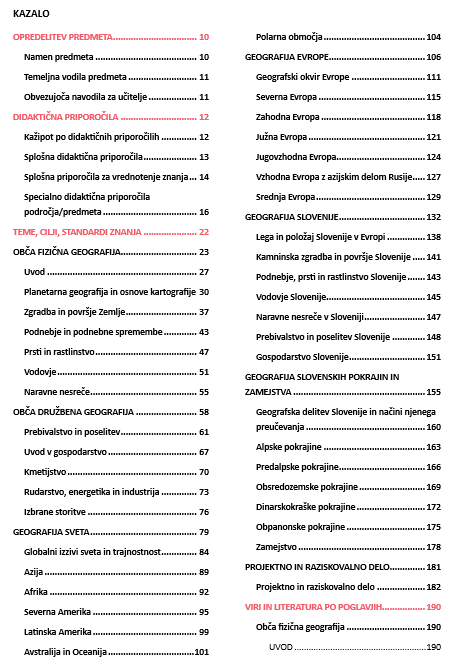 KAZALO
OPREDELITEV PREDMETA.................................. 10
Namen predmeta ........................................ 10
Temeljna vodila predmeta ............................ 11
Obvezujoča navodila za učitelje .................... 11
DIDAKTIČNA PRIPOROČILA ............................. 12
Kažipot po didaktičnih priporočilih ............... 12
Splošna didaktična priporočila...................... 13
Splošna priporočila za vrednotenje znanja... 14
Specialno didaktična priporočila
področja/predmeta ..................................... 16
TEME, CILJI, STANDARDI ZNANJA ..................... 22
OBČA FIZIČNA GEOGRAFIJA............................. 23
Uvod ..................................................... 27
Planetarna geografija in osnove kartografije 30
Zgradba in površje Zemlje............................ 37
Podnebje in podnebne spremembe ............... 43
Prsti in rastlinstvo...................................... 47
Vodovje .................................................. 51
Naravne nesreče........................................ 55
OBČA DRUŽBENA GEOGRAFIJA ........................ 58
Prebivalstvo in poselitev.............................. 61
Uvod v gospodarstvo .................................. 67
Kmetijstvo ............................................... 70
Rudarstvo, energetika in industrija ............... 73
Izbrane storitve ......................................... 76
GEOGRAFIJA SVETA...................................... 79
Globalni izzivi sveta in trajnostnost.............. 84
Azija ...................................................... 89
Afrika ..................................................... 92
Severna Amerika ....................................... 95
Latinska Amerika ....................................... 99
Avstralija in Oceanija..................................101
Polarna območja ....................................... 104
GEOGRAFIJA EVROPE.................................... 106
Geografski okvir Evrope .............................. 111
Severna Evropa ......................................... 115
Zahodna Evropa ........................................ 118
Južna Evropa ............................................ 121
Jugovzhodna Evropa................................... 124
Vzhodna Evropa z azijskim delom Rusije..... 127
Srednja Evropa.......................................... 129
GEOGRAFIJA SLOVENIJE................................. 132
Lega in položaj Slovenije v Evropi ................ 138
Kamninska zgradba in površje Slovenije ..... 141
Podnebje, prsti in rastlinstvo Slovenije ....... 143
Vodovje Slovenije....................................... 145
Naravne nesreče v Sloveniji......................... 147
Prebivalstvo in poselitev Slovenije ............... 148
Gospodarstvo Slovenije............................... 151
GEOGRAFIJA SLOVENSKIH POKRAJIN IN
ZAMEJSTVA .............................................. 155
Geografska delitev Slovenije in načini njenega
preučevanja ............................................. 160
Alpske pokrajine ....................................... 163
Predalpske pokrajine.................................. 166
Obsredozemske pokrajine ........................... 169
Dinarskokraške pokrajine ........................... 172
Obpanonske pokrajine ............................... 175
Zamejstvo ............................................... 178
PROJEKTNO IN RAZISKOVALNO DELO............... 181
Projektno in raziskovalno delo .................... 182
VIRI IN LITERATURA PO POGLAVJIH................. 190
Obča fizična geografija ............................... 190
UVOD .....................................................190